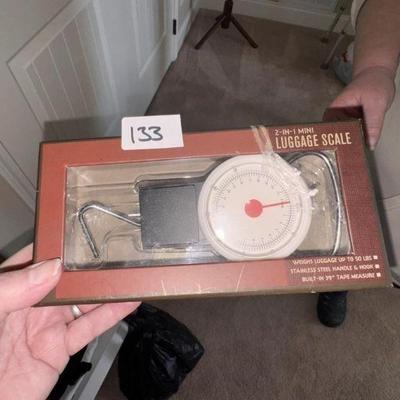 133
2-IN-1 MINI
LUGGAGE SCALE
WEIGHS LUGGAGE UP TO 50 LBS
STAINLESS STEEL HANDLE & HOOK
BUILT-IN 39" TAPE MEASURE